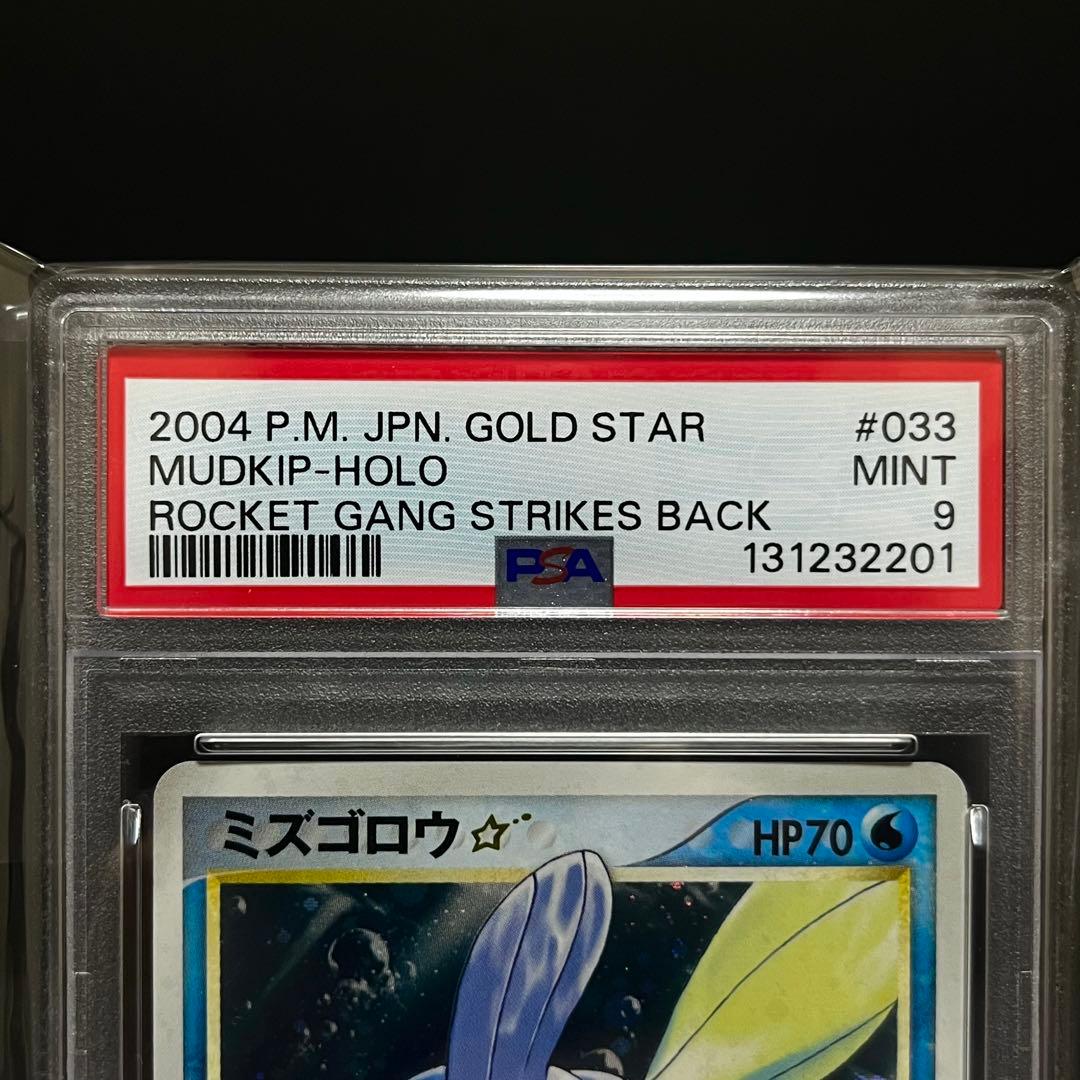 2004 P.M. JPN. GOLD STAR #033
MUDKIP-HOLO MINT
ROCKET GANG STRIKES BACK 9
PSA 131232201
ミズゴロウ☆ HP70